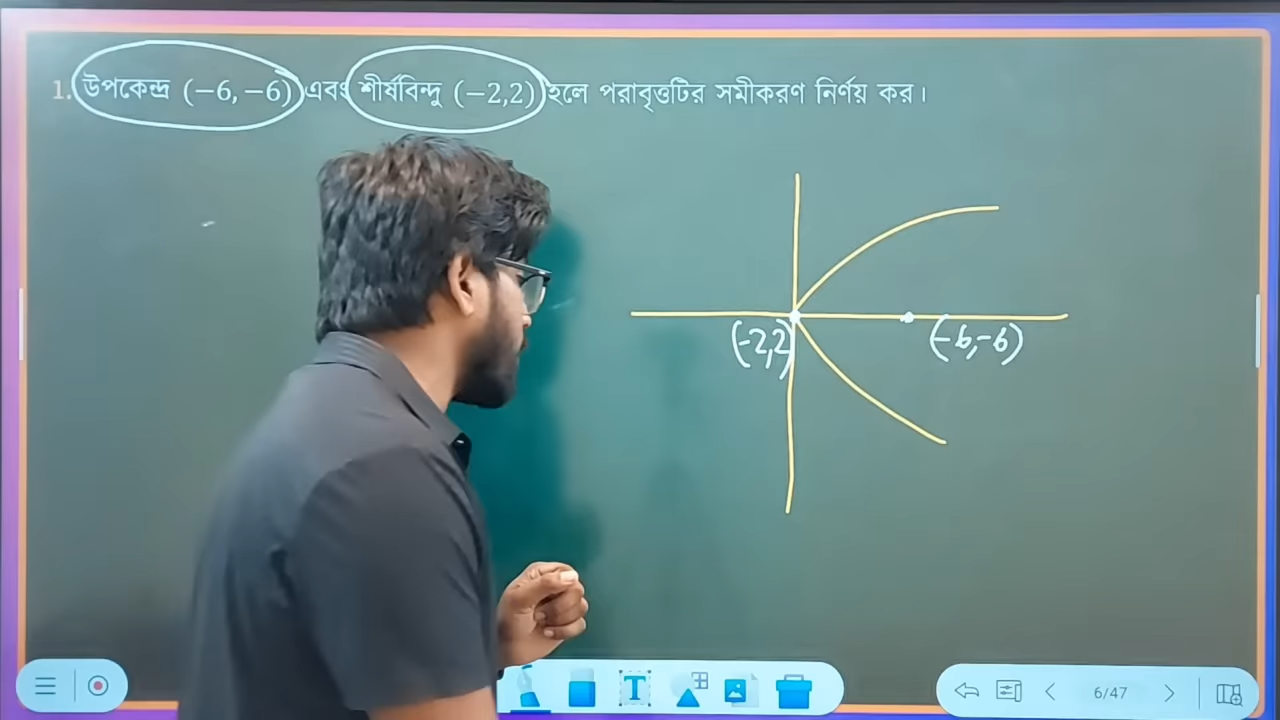 1. উপকেন্দ্র (−6, −6) এবং শীর্ষবিন্দু (−2,2) হলে পরাবৃত্তটির সমীকরণ নির্ণয় কর।
(-2,2)
(-6,-6)
T
6/47